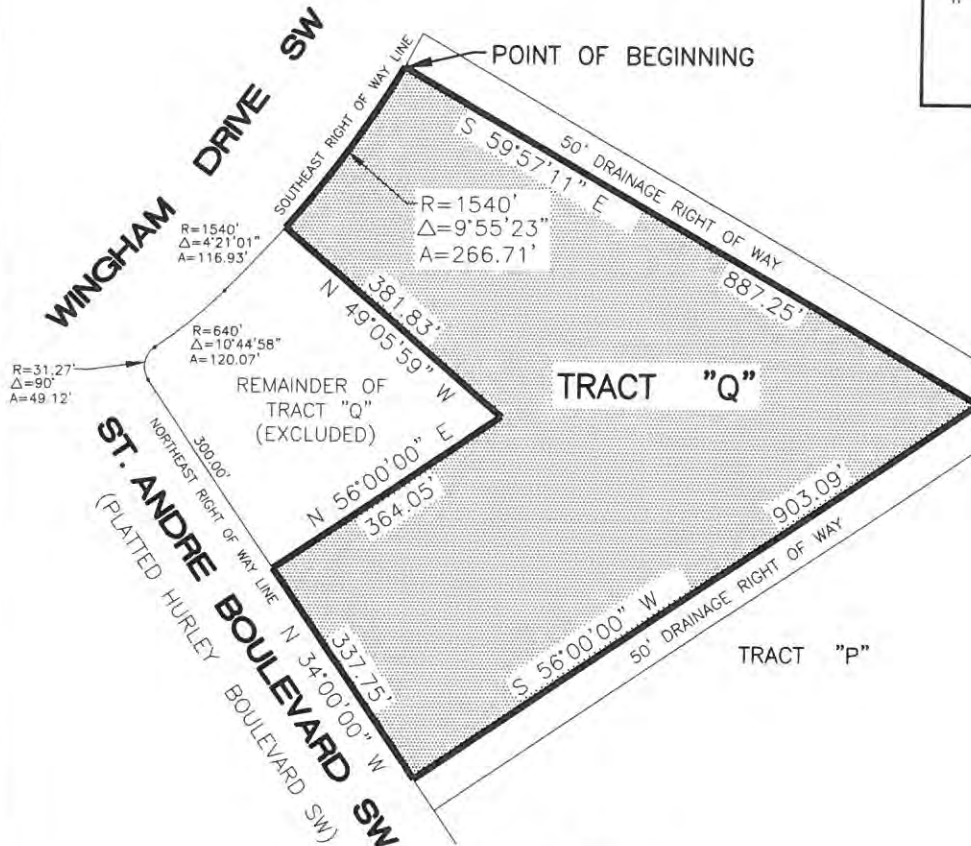 WINGHAM DRIVE SW
SOUTHEAST RIGHT OF WAY LINE
POINT OF BEGINNING
S 59°57'11" E
50' DRAINAGE RIGHT OF WAY
887.25'
R=1540'
Δ=9°55'23"
A=266.71'
R=1540'
Δ=4°21'01"
A=116.93'
381.83'
N 49°05'59" W
R=640'
Δ=10°44'58"
A=120.07'
R=31.27'
Δ=90°
A=49.12'
REMAINDER OF
TRACT "Q"
(EXCLUDED)
TRACT "Q"
300.00'
NORTHEAST RIGHT OF WAY LINE
N 56°00'00" E
364.05'
ST. ANDRE BOULEVARD SW
(PLATTED HURLEY BOULEVARD SW)
337.75'
N 34°00'00" W
903.09'
S 56°00'00" W
50' DRAINAGE RIGHT OF WAY
TRACT "P"